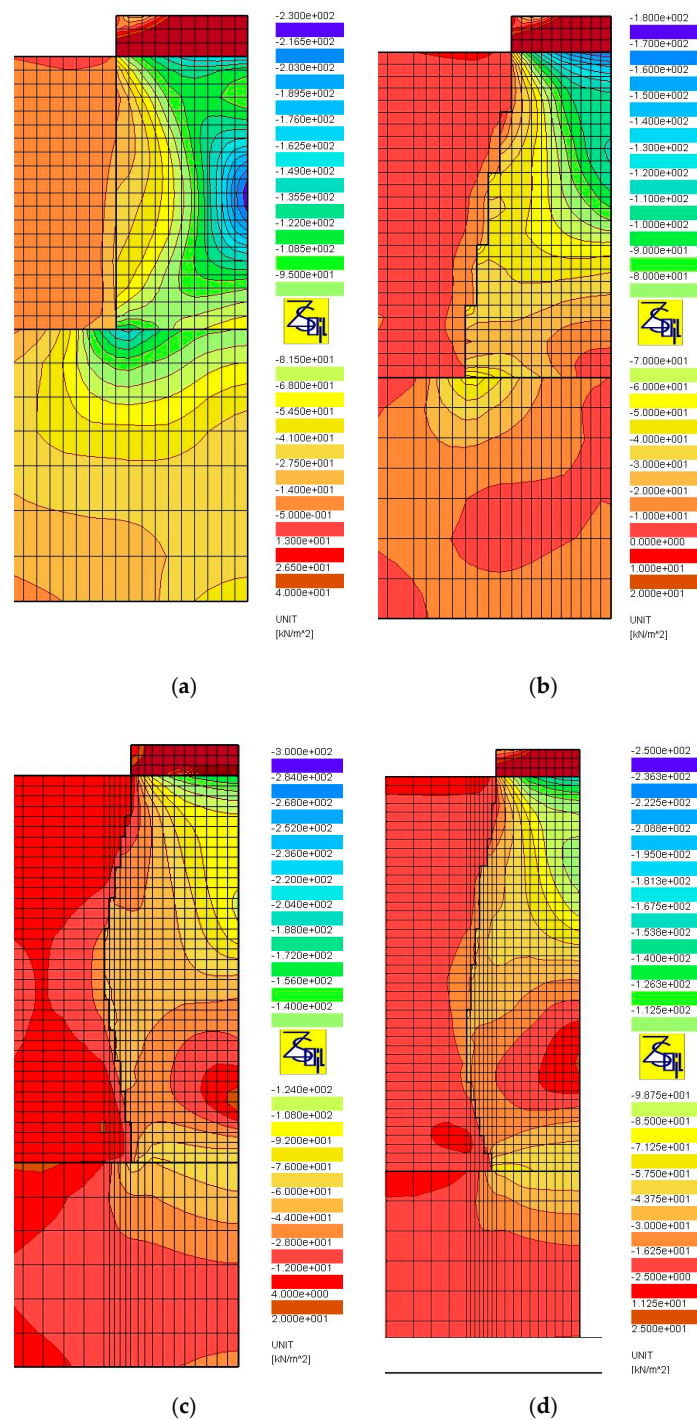 -2.300e+002
-2.165e+002
-2.030e+002
-1.895e+002
-1.760e+002
-1.625e+002
-1.490e+002
-1.355e+002
-1.220e+002
-1.085e+002
-9.500e+001
ZSOIL
-8.150e+001
-6.800e+001
-5.450e+001
-4.100e+001
-2.750e+001
-1.400e+001
-5.000e-001
1.300e+001
2.650e+001
4.000e+001
UNIT
[kN/m^2]
(a)
-1.800e+002
-1.700e+002
-1.600e+002
-1.500e+002
-1.400e+002
-1.300e+002
-1.200e+002
-1.100e+002
-1.000e+002
-9.000e+001
-8.000e+001
ZSOIL
-7.000e+001
-6.000e+001
-5.000e+001
-4.000e+001
-3.000e+001
-2.000e+001
-1.000e+001
0.000e+000
1.000e+001
2.000e+001
UNIT
[kN/m^2]
(b)
-3.000e+002
-2.840e+002
-2.680e+002
-2.520e+002
-2.360e+002
-2.200e+002
-2.040e+002
-1.880e+002
-1.720e+002
-1.560e+002
-1.400e+002
ZSOIL
-1.240e+002
-1.080e+002
-9.200e+001
-7.600e+001
-6.000e+001
-4.400e+001
-2.800e+001
-1.200e+001
4.000e+000
2.000e+001
UNIT
[kN/m^2]
(c)
-2.500e+002
-2.363e+002
-2.225e+002
-2.088e+002
-1.950e+002
-1.813e+002
-1.675e+002
-1.538e+002
-1.400e+002
-1.263e+002
-1.125e+002
ZSOIL
-9.875e+001
-8.500e+001
-7.125e+001
-5.750e+001
-4.375e+001
-3.000e+001
-1.625e+001
-2.500e+000
1.125e+001
2.500e+001
UNIT
[kN/m^2]
(d)